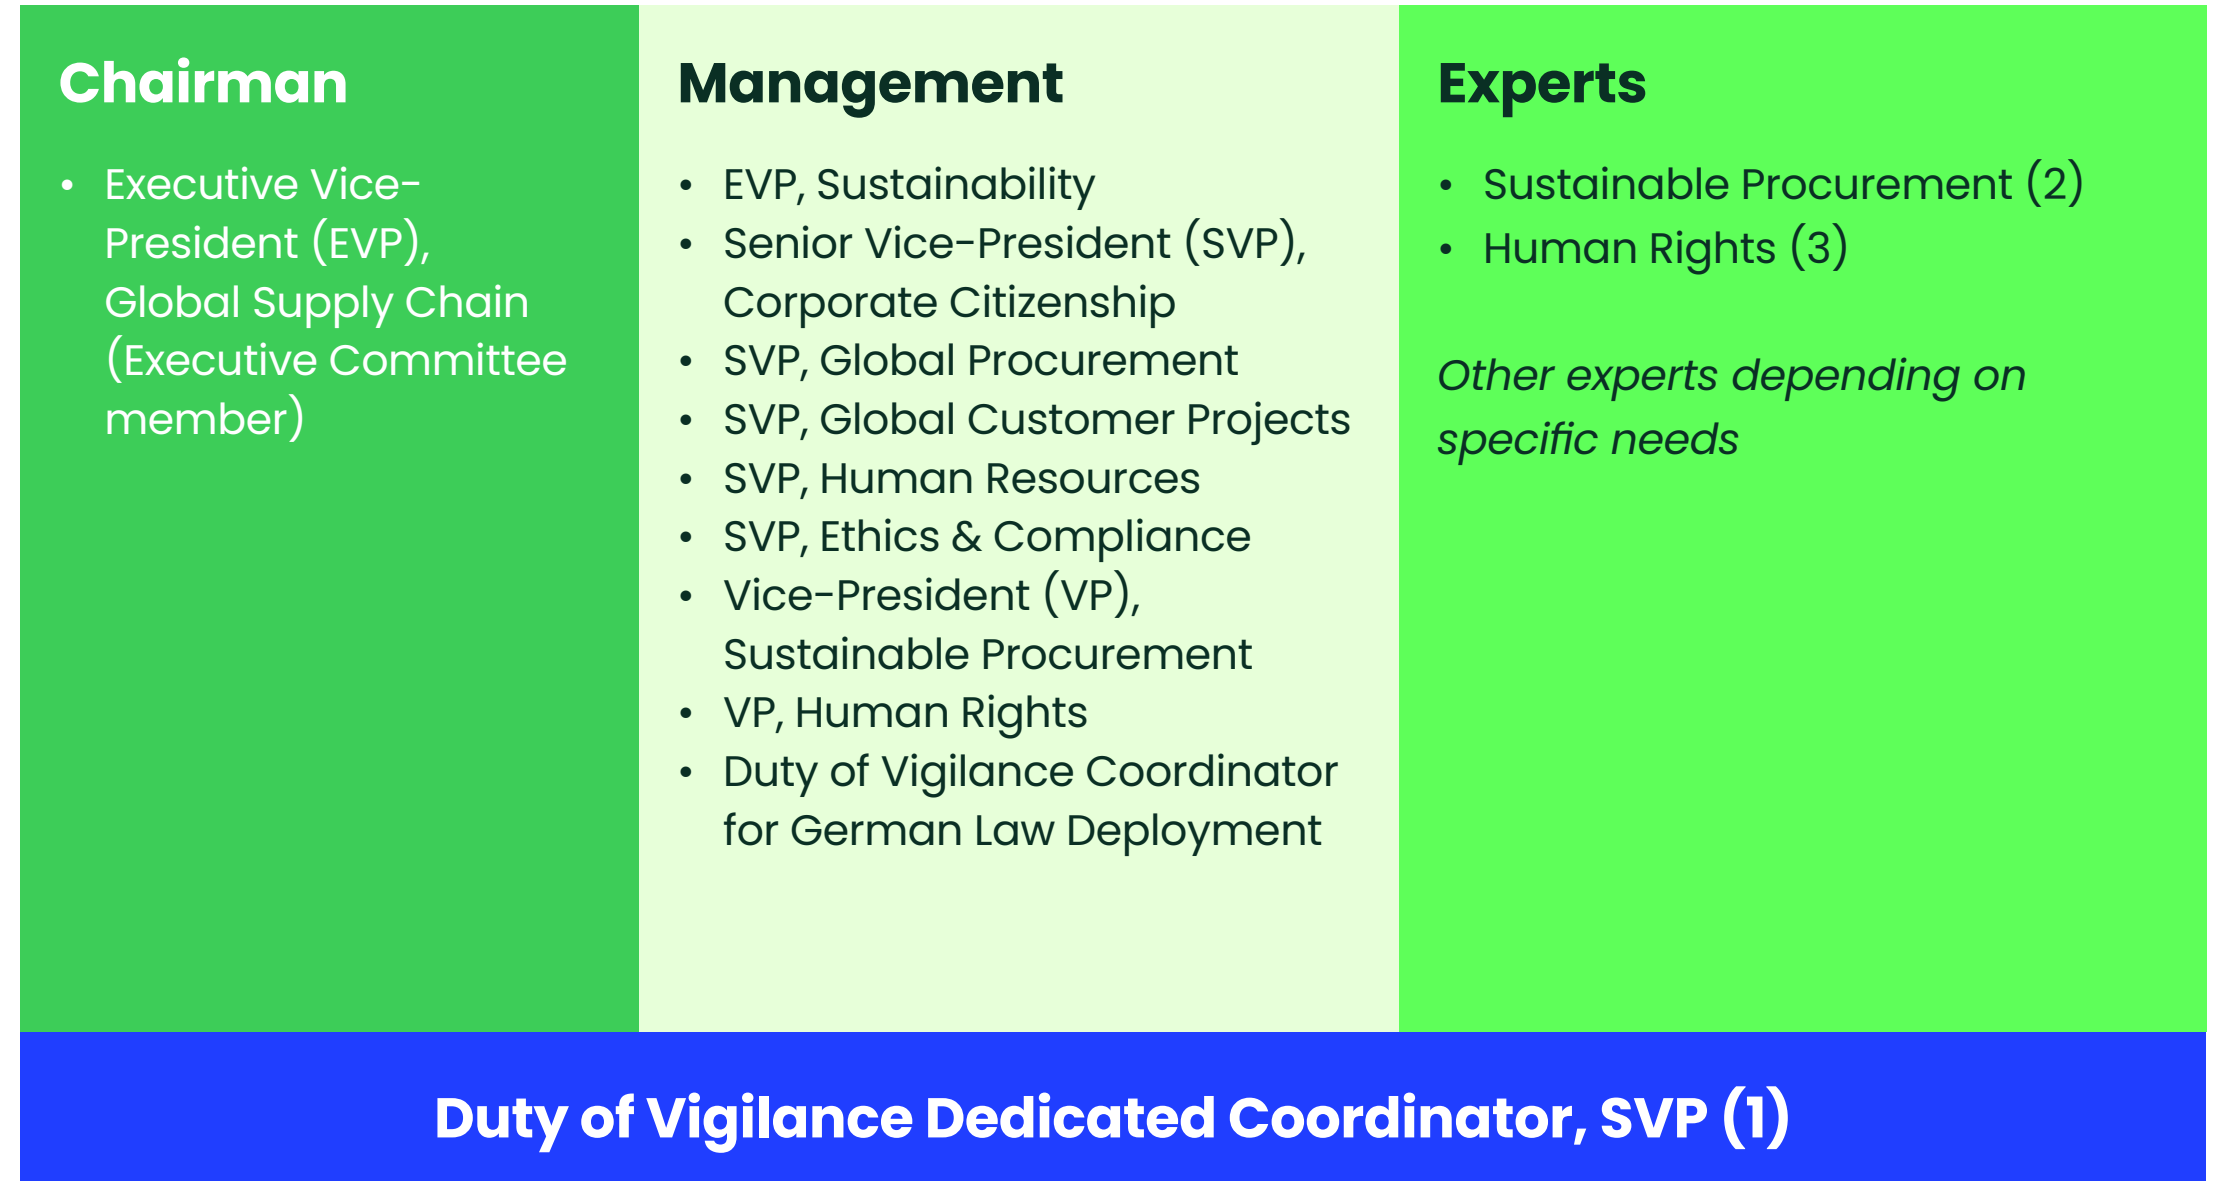 Chairman
• Executive Vice-
President (EVP),
Global Supply Chain
(Executive Committee
member)
Management
• EVP, Sustainability
• Senior Vice-President (SVP),
Corporate Citizenship
• SVP, Global Procurement
• SVP, Global Customer Projects
• SVP, Human Resources
• SVP, Ethics & Compliance
• Vice-President (VP),
Sustainable Procurement
• VP, Human Rights
• Duty of Vigilance Coordinator
for German Law Deployment
Experts
• Sustainable Procurement (2)
• Human Rights (3)
Other experts depending on
specific needs
Duty of Vigilance Dedicated Coordinator, SVP (1)